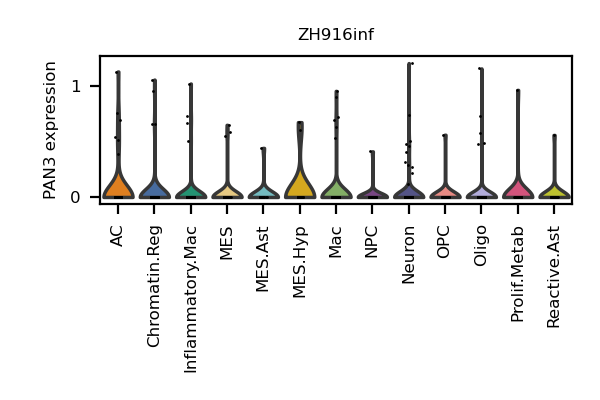 ZH916inf
PAN3 expression
1
0
AC
Chromatin.Reg
Inflammatory.Mac
MES
MES.Ast
MES.Hyp
Mac
NPC
Neuron
OPC
Oligo
Prolif.Metab
Reactive.Ast